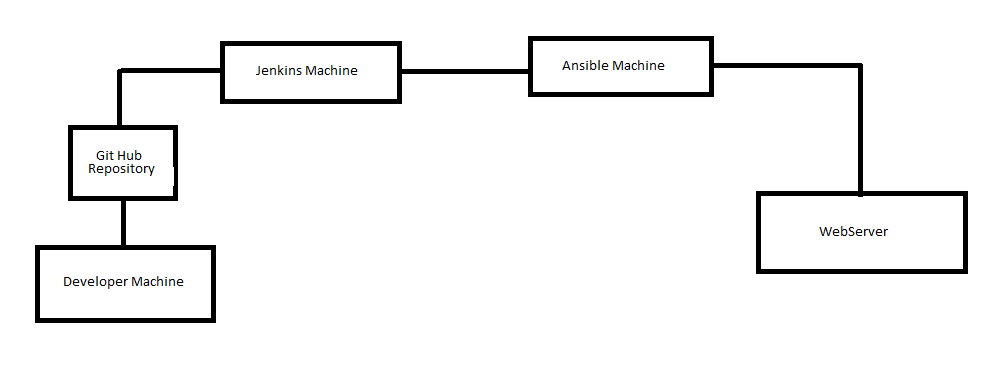 Jenkins Machine
Ansible Machine
Git Hub
Repository
WebServer
Developer Machine